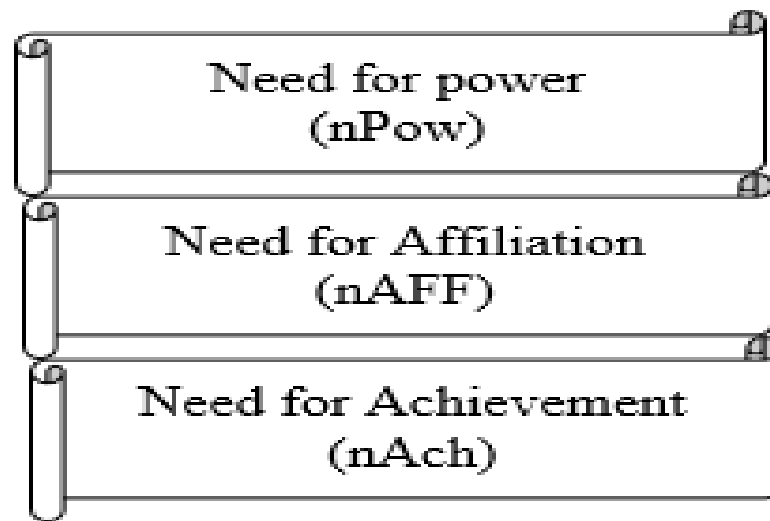 Need for power
(nPow)
Need for Affiliation
(nAFF)
Need for Achievement
(nAch)